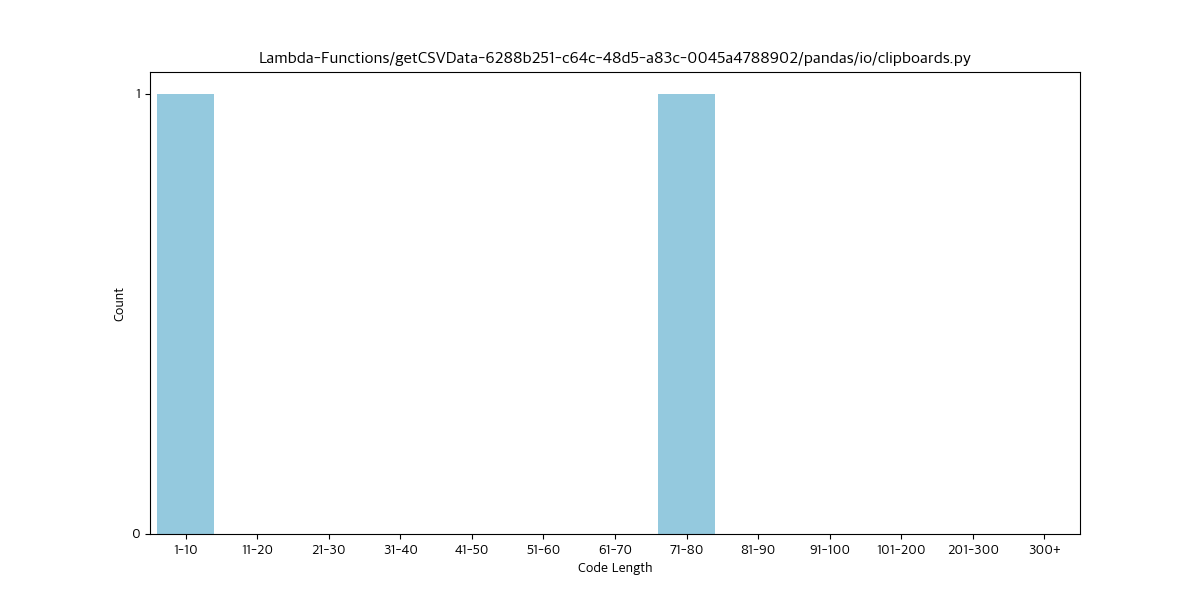 Lambda-Functions/getCSVData-6288b251-c64c-48d5-a83c-0045a4788902/pandas/io/clipboards.py
1
Count
0
1-10 11-20 21-30 31-40 41-50 51-60 61-70 71-80 81-90 91-100 101-200 201-300 300+
Code Length